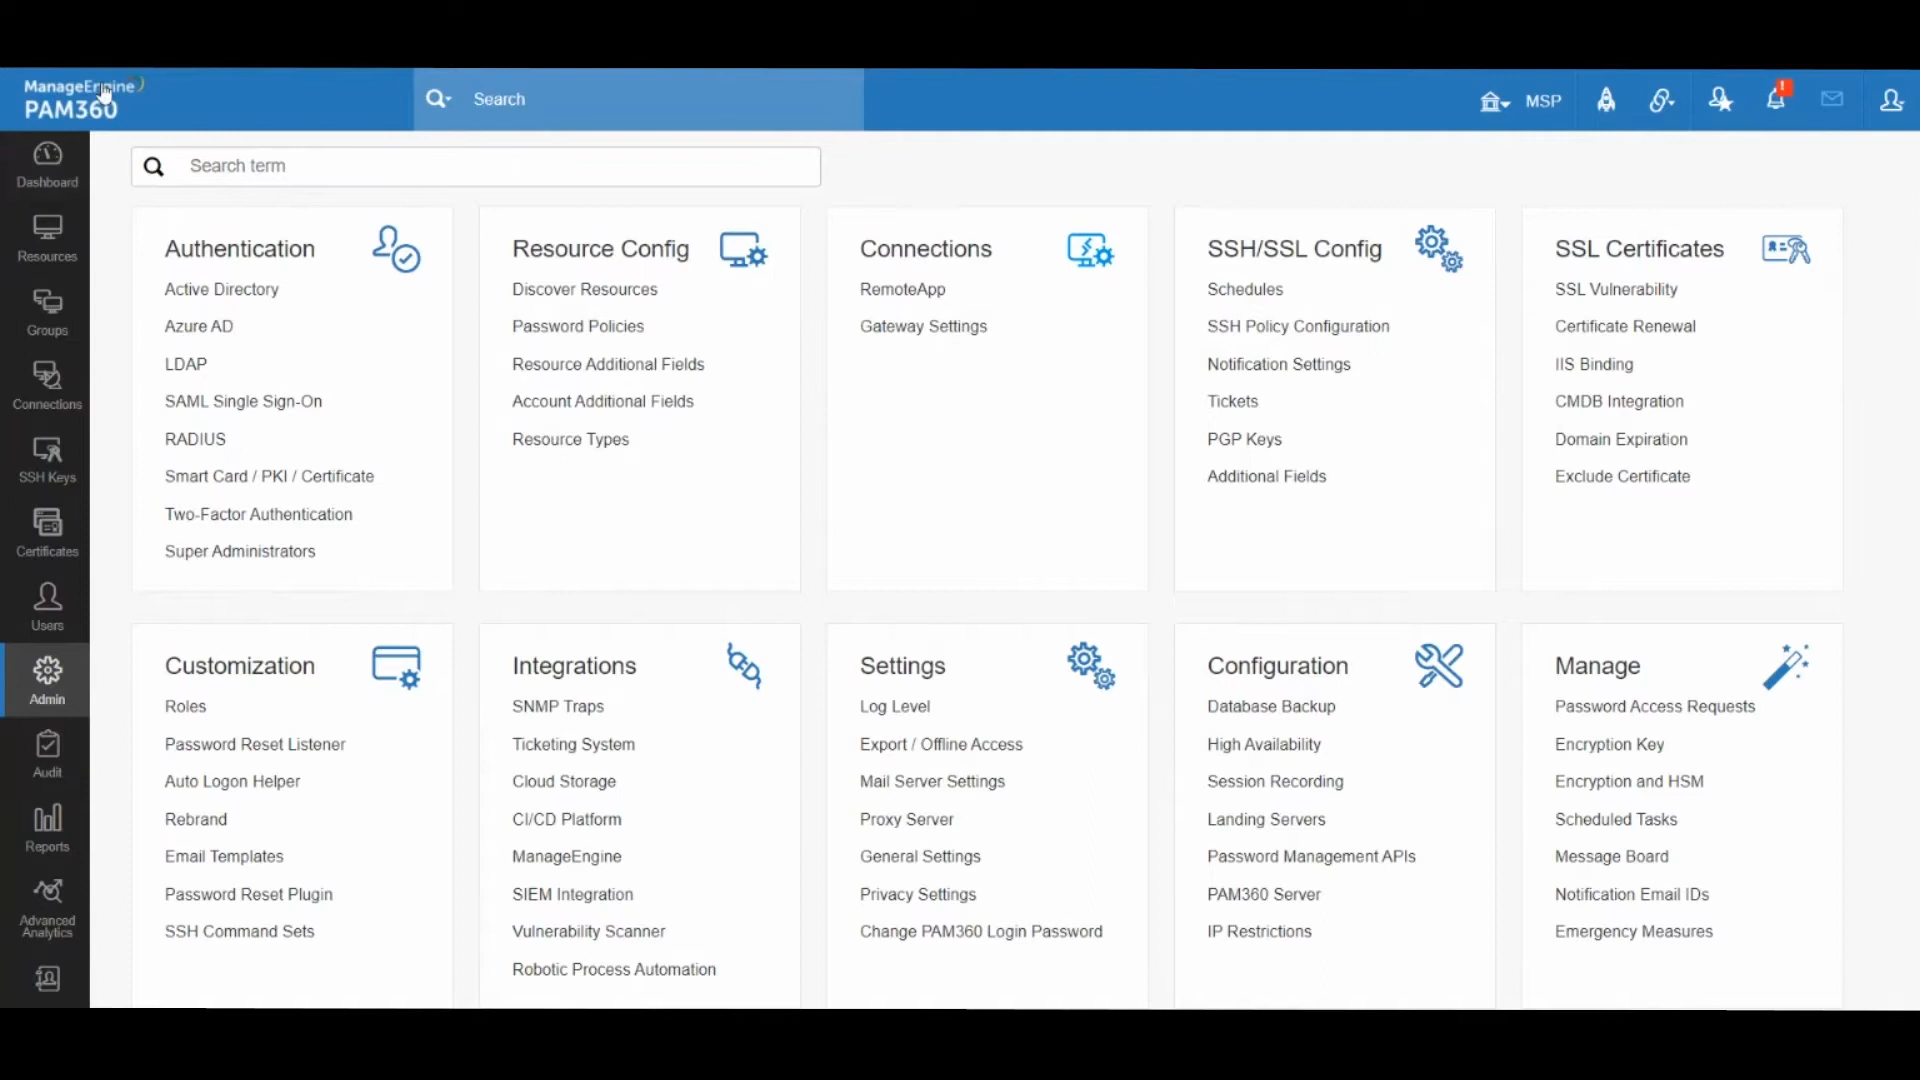 ManageEngine
PAM360
Search
MSP
!
Search term
Dashboard
Resources
Groups
Connections
SSH Keys
Certificates
Users
Admin
Audit
Reports
Advanced
Analytics
Authentication
Active Directory
Azure AD
LDAP
SAML Single Sign-On
RADIUS
Smart Card / PKI / Certificate
Two-Factor Authentication
Super Administrators
Resource Config
Discover Resources
Password Policies
Resource Additional Fields
Account Additional Fields
Resource Types
Connections
RemoteApp
Gateway Settings
SSH/SSL Config
Schedules
SSH Policy Configuration
Notification Settings
Tickets
PGP Keys
Additional Fields
SSL Certificates
SSL Vulnerability
Certificate Renewal
IIS Binding
CMDB Integration
Domain Expiration
Exclude Certificate
Customization
Roles
Password Reset Listener
Auto Logon Helper
Rebrand
Email Templates
Password Reset Plugin
SSH Command Sets
Integrations
SNMP Traps
Ticketing System
Cloud Storage
CI/CD Platform
ManageEngine
SIEM Integration
Vulnerability Scanner
Robotic Process Automation
Settings
Log Level
Export / Offline Access
Mail Server Settings
Proxy Server
General Settings
Privacy Settings
Change PAM360 Login Password
Configuration
Database Backup
High Availability
Session Recording
Landing Servers
Password Management APIs
PAM360 Server
IP Restrictions
Manage
Password Access Requests
Encryption Key
Encryption and HSM
Scheduled Tasks
Message Board
Notification Email IDs
Emergency Measures